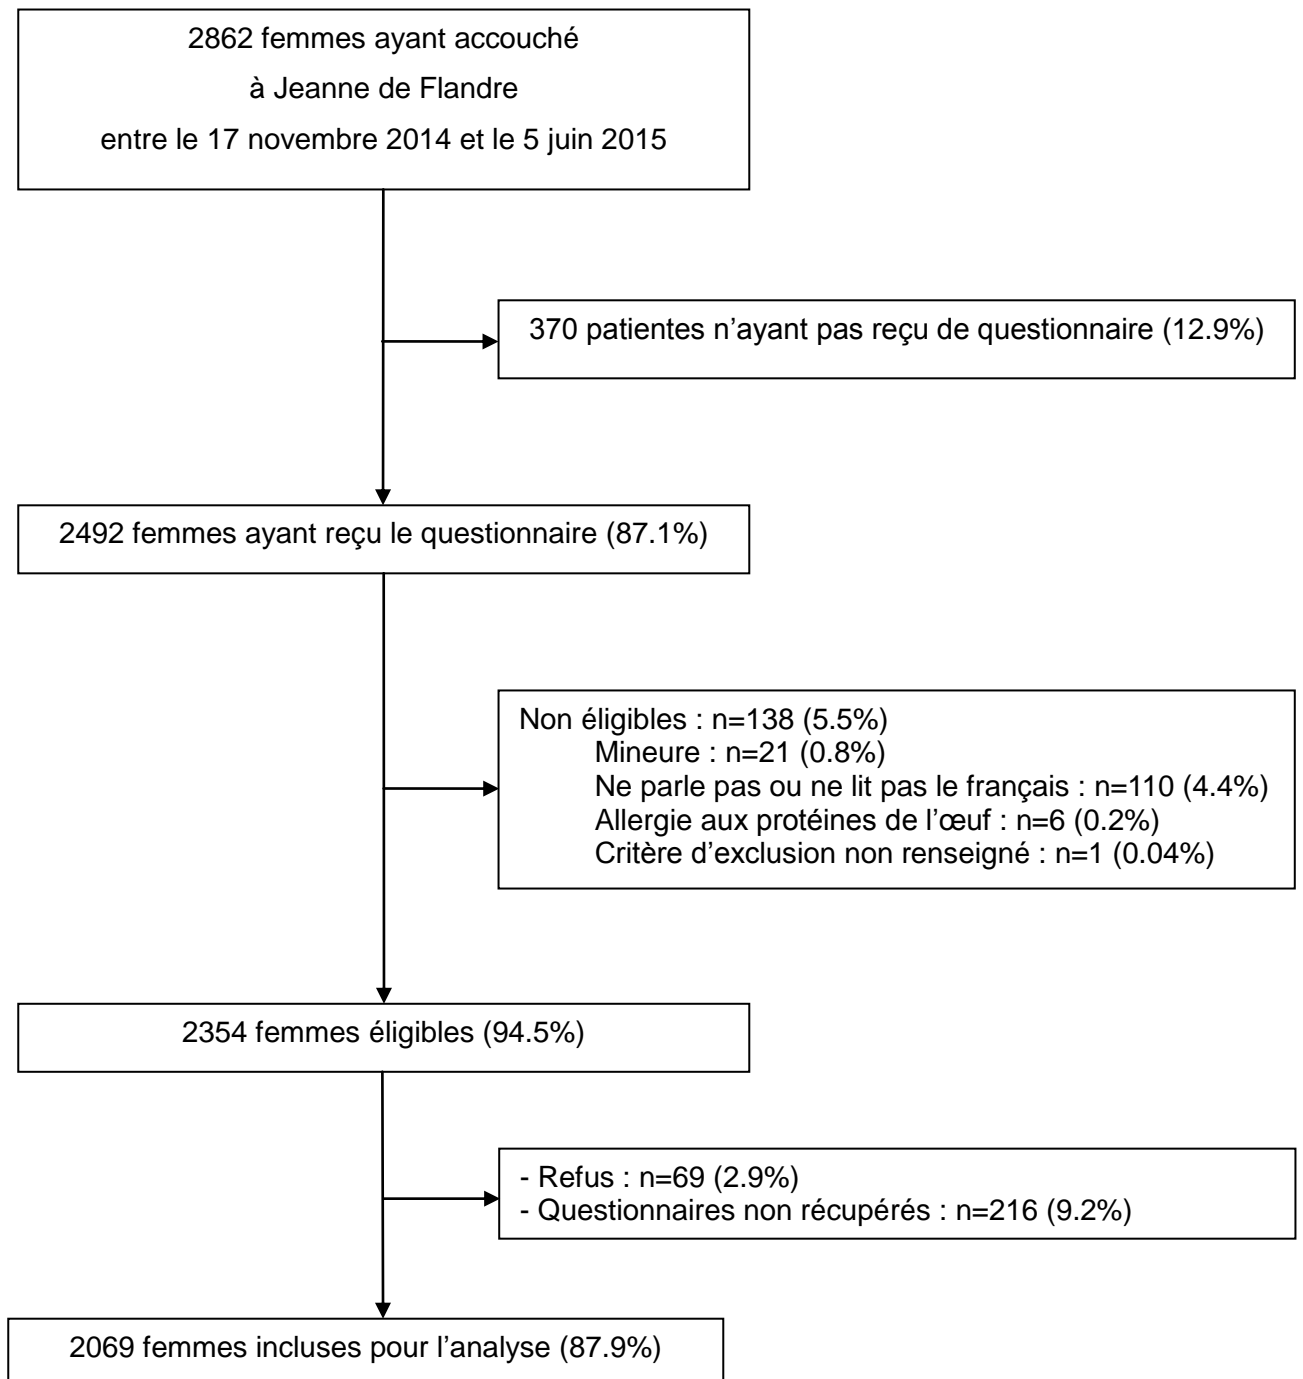 2862 femmes ayant accouché
à Jeanne de Flandre
entre le 17 novembre 2014 et le 5 juin 2015
370 patientes n’ayant pas reçu de questionnaire (12.9%)
2492 femmes ayant reçu le questionnaire (87.1%)
Non éligibles : n=138 (5.5%)
Mineure : n=21 (0.8%)
Ne parle pas ou ne lit pas le français : n=110 (4.4%)
Allergie aux protéines de l’œuf : n=6 (0.2%)
Critère d’exclusion non renseigné : n=1 (0.04%)
2354 femmes éligibles (94.5%)
- Refus : n=69 (2.9%)
- Questionnaires non récupérés : n=216 (9.2%)
2069 femmes incluses pour l’analyse (87.9%)